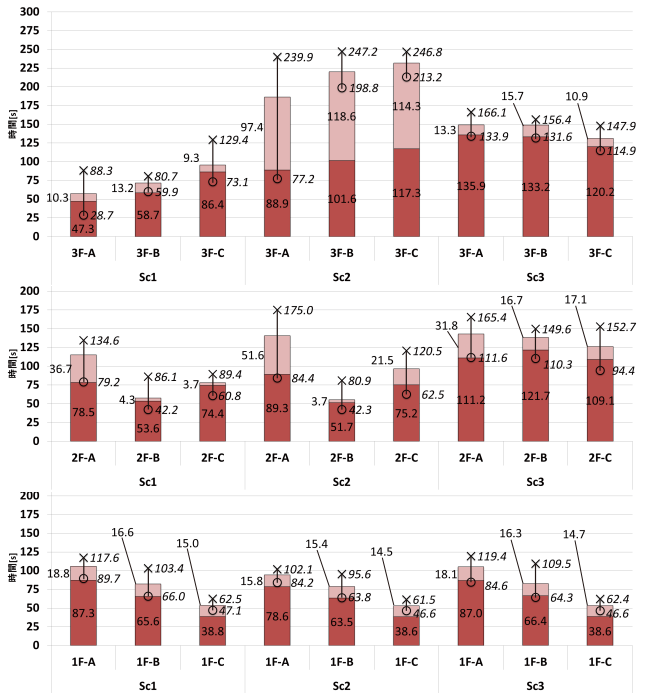 300
275
250
225
200
175
150
125
100
75
50
25
0
時間[s]
10.3 88.3 28.7 47.3
13.2 80.7 59.9 58.7
9.3 129.4 73.1 86.4
97.4 239.9 77.2 88.9
247.2 198.8 118.6 101.6
246.8 213.2 114.3 117.3
13.3 166.1 133.9 135.9
15.7 156.4 131.6 133.2
10.9 147.9 114.9 120.2
3F-A 3F-B 3F-C 3F-A 3F-B 3F-C 3F-A 3F-B 3F-C
Sc1 Sc2 Sc3
200
175
150
125
100
75
50
25
0
時間[s]
36.7 134.6 79.2 78.5
4.3 86.1 42.2 53.6
3.7 89.4 60.8 74.4
51.6 175.0 84.4 89.3
3.7 80.9 42.3 51.7
21.5 120.5 62.5 75.2
31.8 165.4 111.6 111.2
16.7 149.6 110.3 121.7
17.1 152.7 94.4 109.1
2F-A 2F-B 2F-C 2F-A 2F-B 2F-C 2F-A 2F-B 2F-C
Sc1 Sc2 Sc3
200
175
150
125
100
75
50
25
0
時間[s]
18.8 117.6 89.7 87.3
16.6 103.4 66.0 65.6
15.0 62.5 47.1 38.8
15.8 102.1 84.2 78.6
15.4 95.6 63.8 63.5
14.5 61.5 46.6 38.6
18.1 119.4 84.6 87.0
16.3 109.5 64.3 66.4
14.7 62.4 46.6 38.6
1F-A 1F-B 1F-C 1F-A 1F-B 1F-C 1F-A 1F-B 1F-C
Sc1 Sc2 Sc3